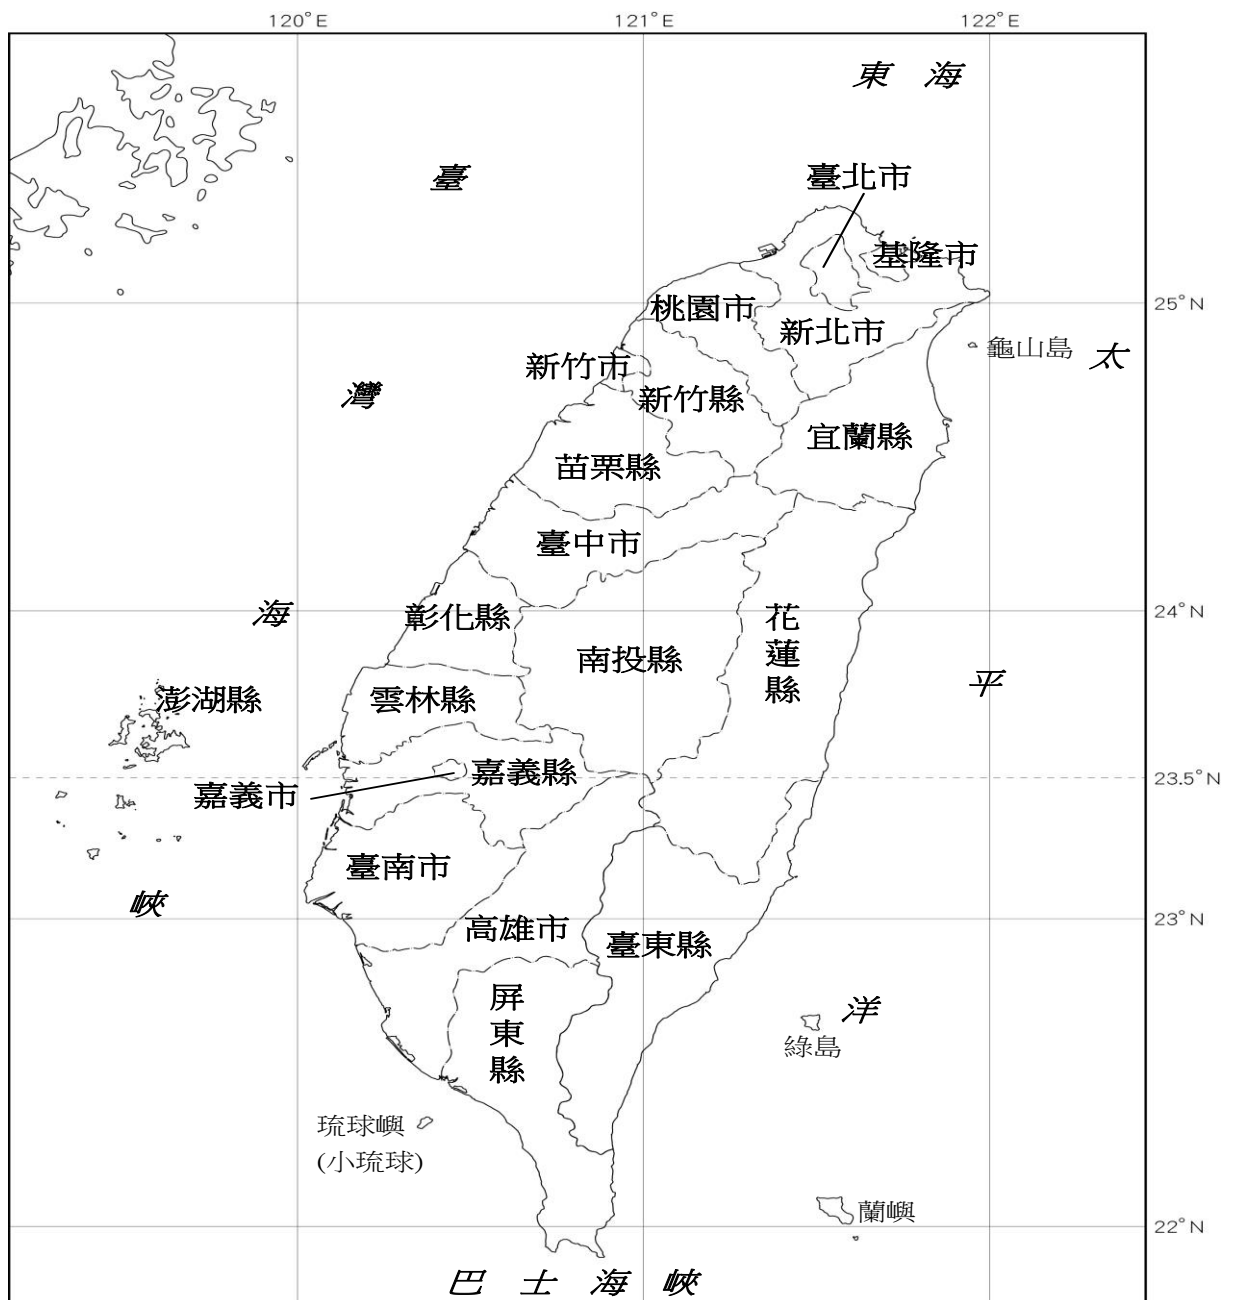 120°E
121°E
122°E
東海
臺
臺北市
基隆市
25°N
桃園市
新北市
龜山島
太
新竹市
新竹縣
灣
宜蘭縣
苗栗縣
臺中市
海
彰化縣
花蓮縣
24°N
南投縣
平
澎湖縣
雲林縣
嘉義縣
23.5°N
嘉義市
臺南市
峽
高雄市
23°N
臺東縣
屏東縣
洋
綠島
琉球嶼
(小琉球)
蘭嶼
22°N
巴士海峽